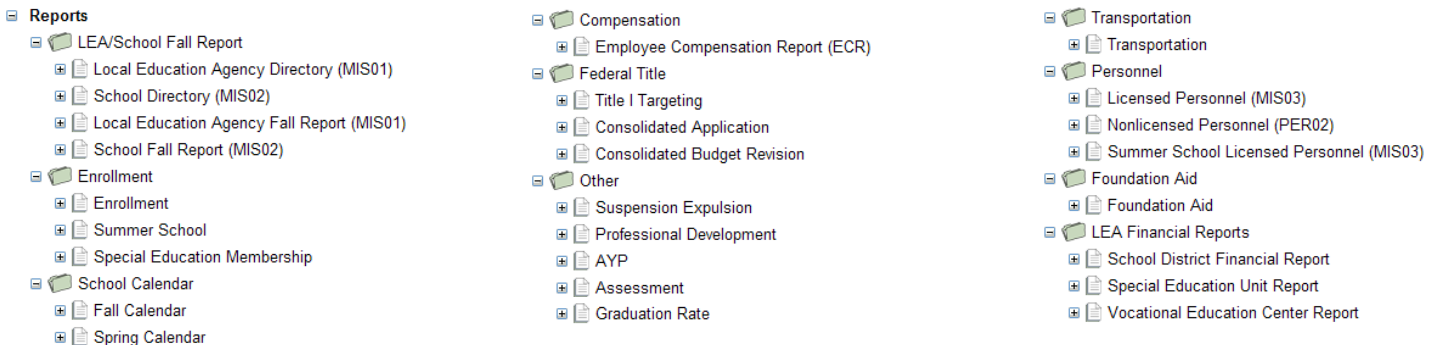 Reports
LEA/School Fall Report
Local Education Agency Directory (MIS01)
School Directory (MIS02)
Local Education Agency Fall Report (MIS01)
School Fall Report (MIS02)
Enrollment
Enrollment
Summer School
Special Education Membership
School Calendar
Fall Calendar
Spring Calendar
Compensation
Employee Compensation Report (ECR)
Federal Title
Title I Targeting
Consolidated Application
Consolidated Budget Revision
Other
Suspension Expulsion
Professional Development
AYP
Assessment
Graduation Rate
Transportation
Transportation
Personnel
Licensed Personnel (MIS03)
Nonlicensed Personnel (PER02)
Summer School Licensed Personnel (MIS03)
Foundation Aid
Foundation Aid
LEA Financial Reports
School District Financial Report
Special Education Unit Report
Vocational Education Center Report